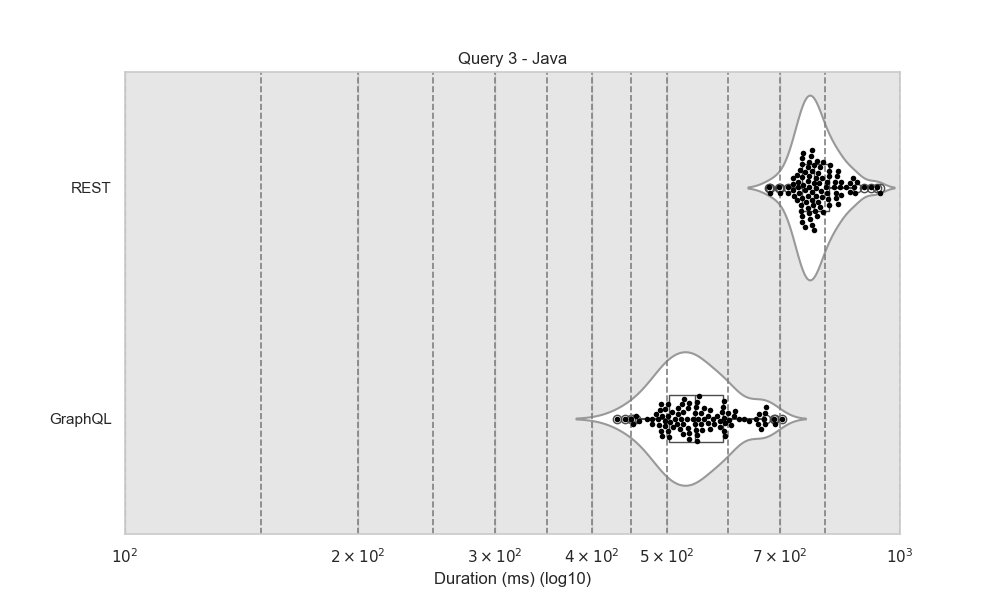 Query 3 - Java
REST
GraphQL
10² 2 × 10² 3 × 10² 4 × 10² 5 × 10² 7 × 10² 10³
Duration (ms) (log10)